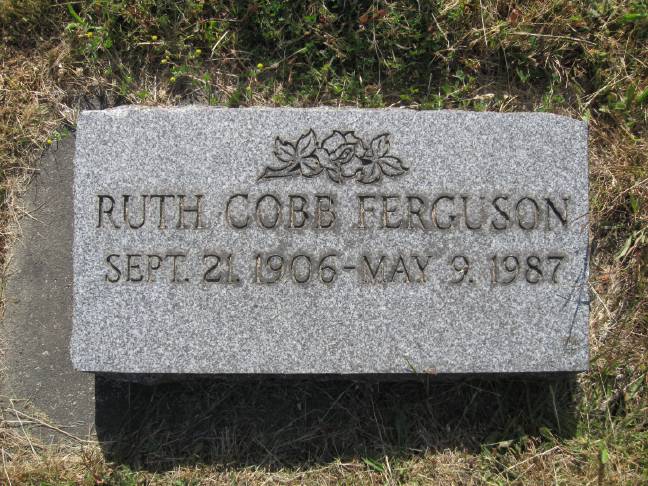 RUTH COBB FERGUSON
SEPT. 21. 1906-MAY 9. 1987